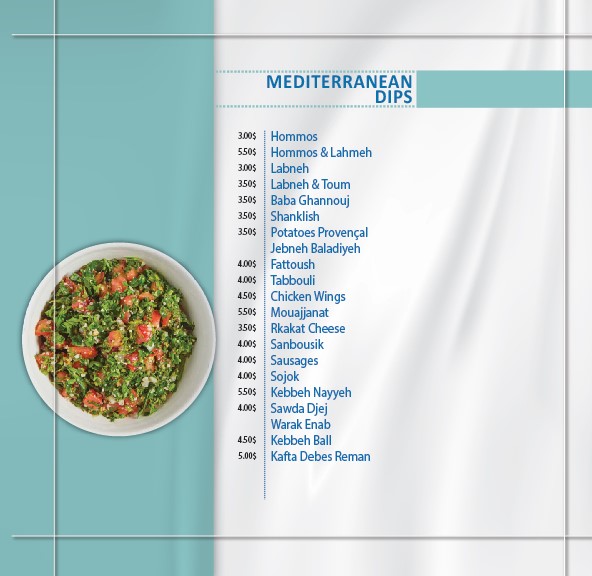 MEDITERRANEAN
DIPS
3.00$ Hommos
5.50$ Hommos & Lahmeh
3.00$ Labneh
3.50$ Labneh & Toum
3.50$ Baba Ghannouj
3.50$ Shanklish
3.50$ Potatoes Provençal
Jebneh Baladiyeh
4.00$ Fattoush
4.00$ Tabbouli
4.50$ Chicken Wings
5.50$ Mouajjanat
3.50$ Rkakat Cheese
4.00$ Sanbousik
4.00$ Sausages
4.00$ Sojok
5.50$ Kebbeh Nayyeh
4.00$ Sawda Djej
Warak Enab
4.50$ Kebbeh Ball
5.00$ Kafta Debes Reman